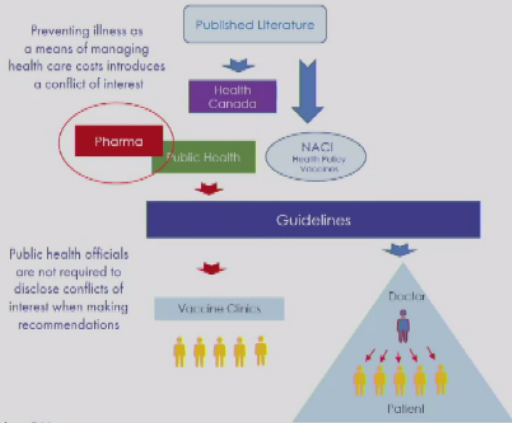 Published Literature
Preventing illness as
a means of managing
health care costs introduces
a conflict of interest
Health
Canada
Pharma
Public Health
NACI
Health Policy
Vaccines
Guidelines
Public health officials
are not required to
disclose conflicts of
interest when making
recommendations
Vaccine Clinics
Doctor
Patient